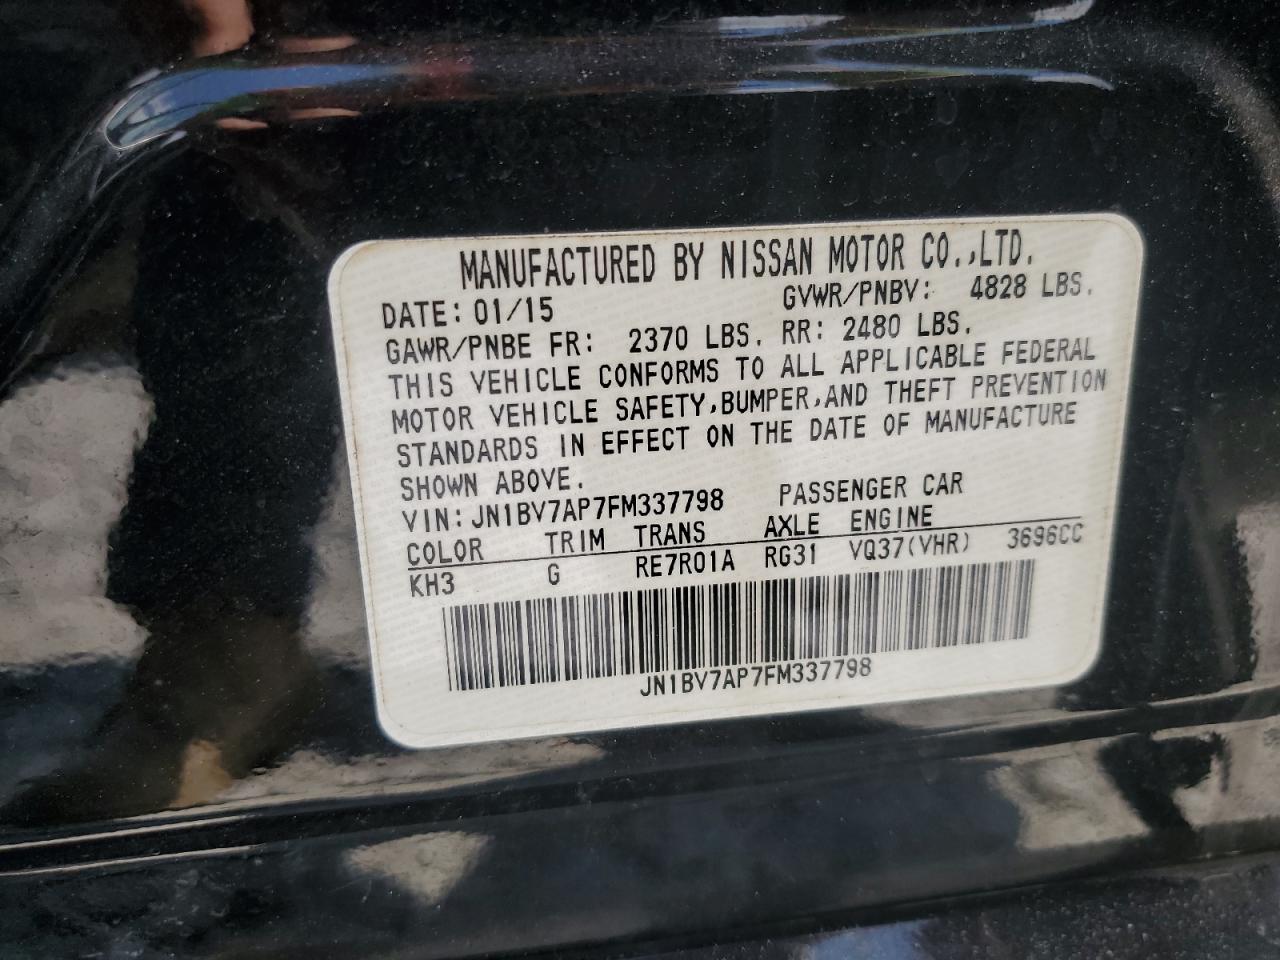 MANUFACTURED BY NISSAN MOTOR CO.,LTD.
DATE: 01/15 GVWR/PNBV: 4828 LBS.
GAWR/PNBE FR: 2370 LBS. RR: 2480 LBS.
THIS VEHICLE CONFORMS TO ALL APPLICABLE FEDERAL
MOTOR VEHICLE SAFETY,BUMPER,AND THEFT PREVENTION
STANDARDS IN EFFECT ON THE DATE OF MANUFACTURE
SHOWN ABOVE.
VIN: JN1BV7AP7FM337798 PASSENGER CAR
COLOR TRIM TRANS AXLE ENGINE
KH3 G RE7R01A RG31 VQ37(VHR) 3696CC
JN1BV7AP7FM337798